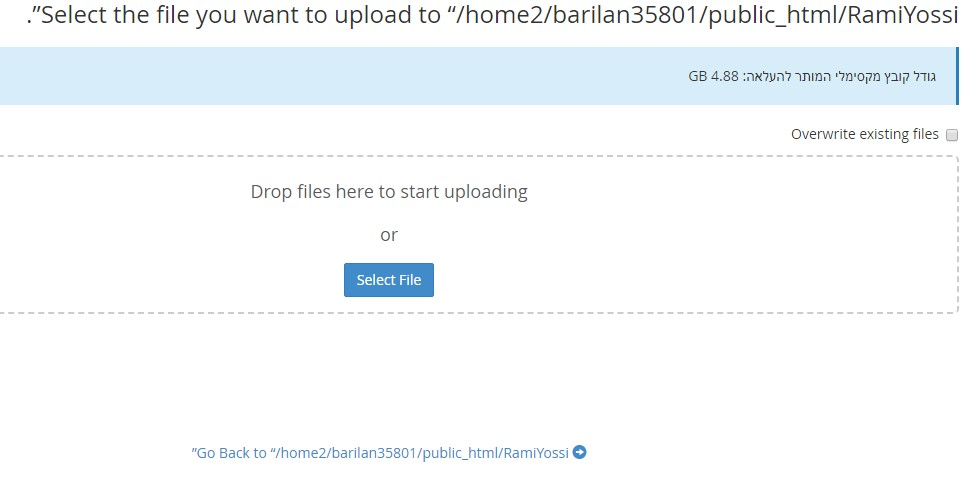 Select the file you want to upload to “/home2/barilan35801/public_html/RamiYossi”.
גודל קובץ מקסימלי המותר להעלאה: 4.88 GB
Overwrite existing files
Drop files here to start uploading
or
Select File
Go Back to “/home2/barilan35801/public_html/RamiYossi”